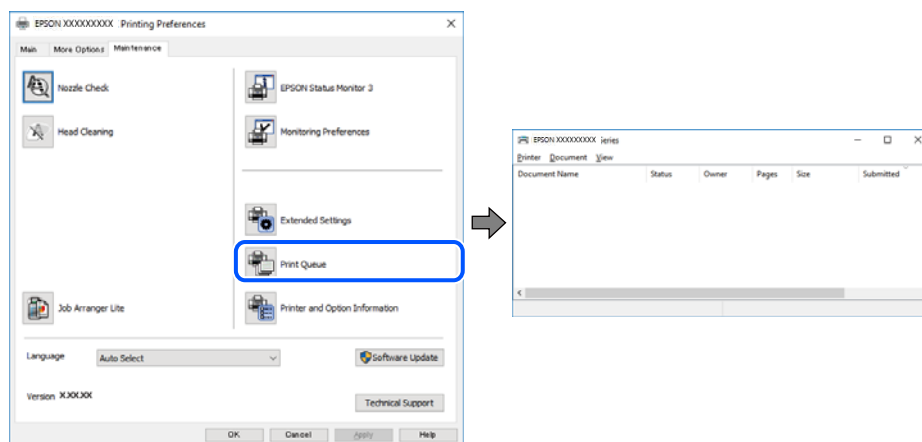 EPSON XXXXXXXXX Printing Preferences
Main More Options Maintenance
Nozzle Check
EPSON Status Monitor 3
Head Cleaning
Monitoring Preferences
Extended Settings
Print Queue
Job Arranger Lite
Printer and Option Information
Language Auto Select
Software Update
Version X.XX.XX
Technical Support
OK Cancel Apply Help
EPSON XXXXXXXXX ieries
Printer Document View
Document Name Status Owner Pages Size Submitted